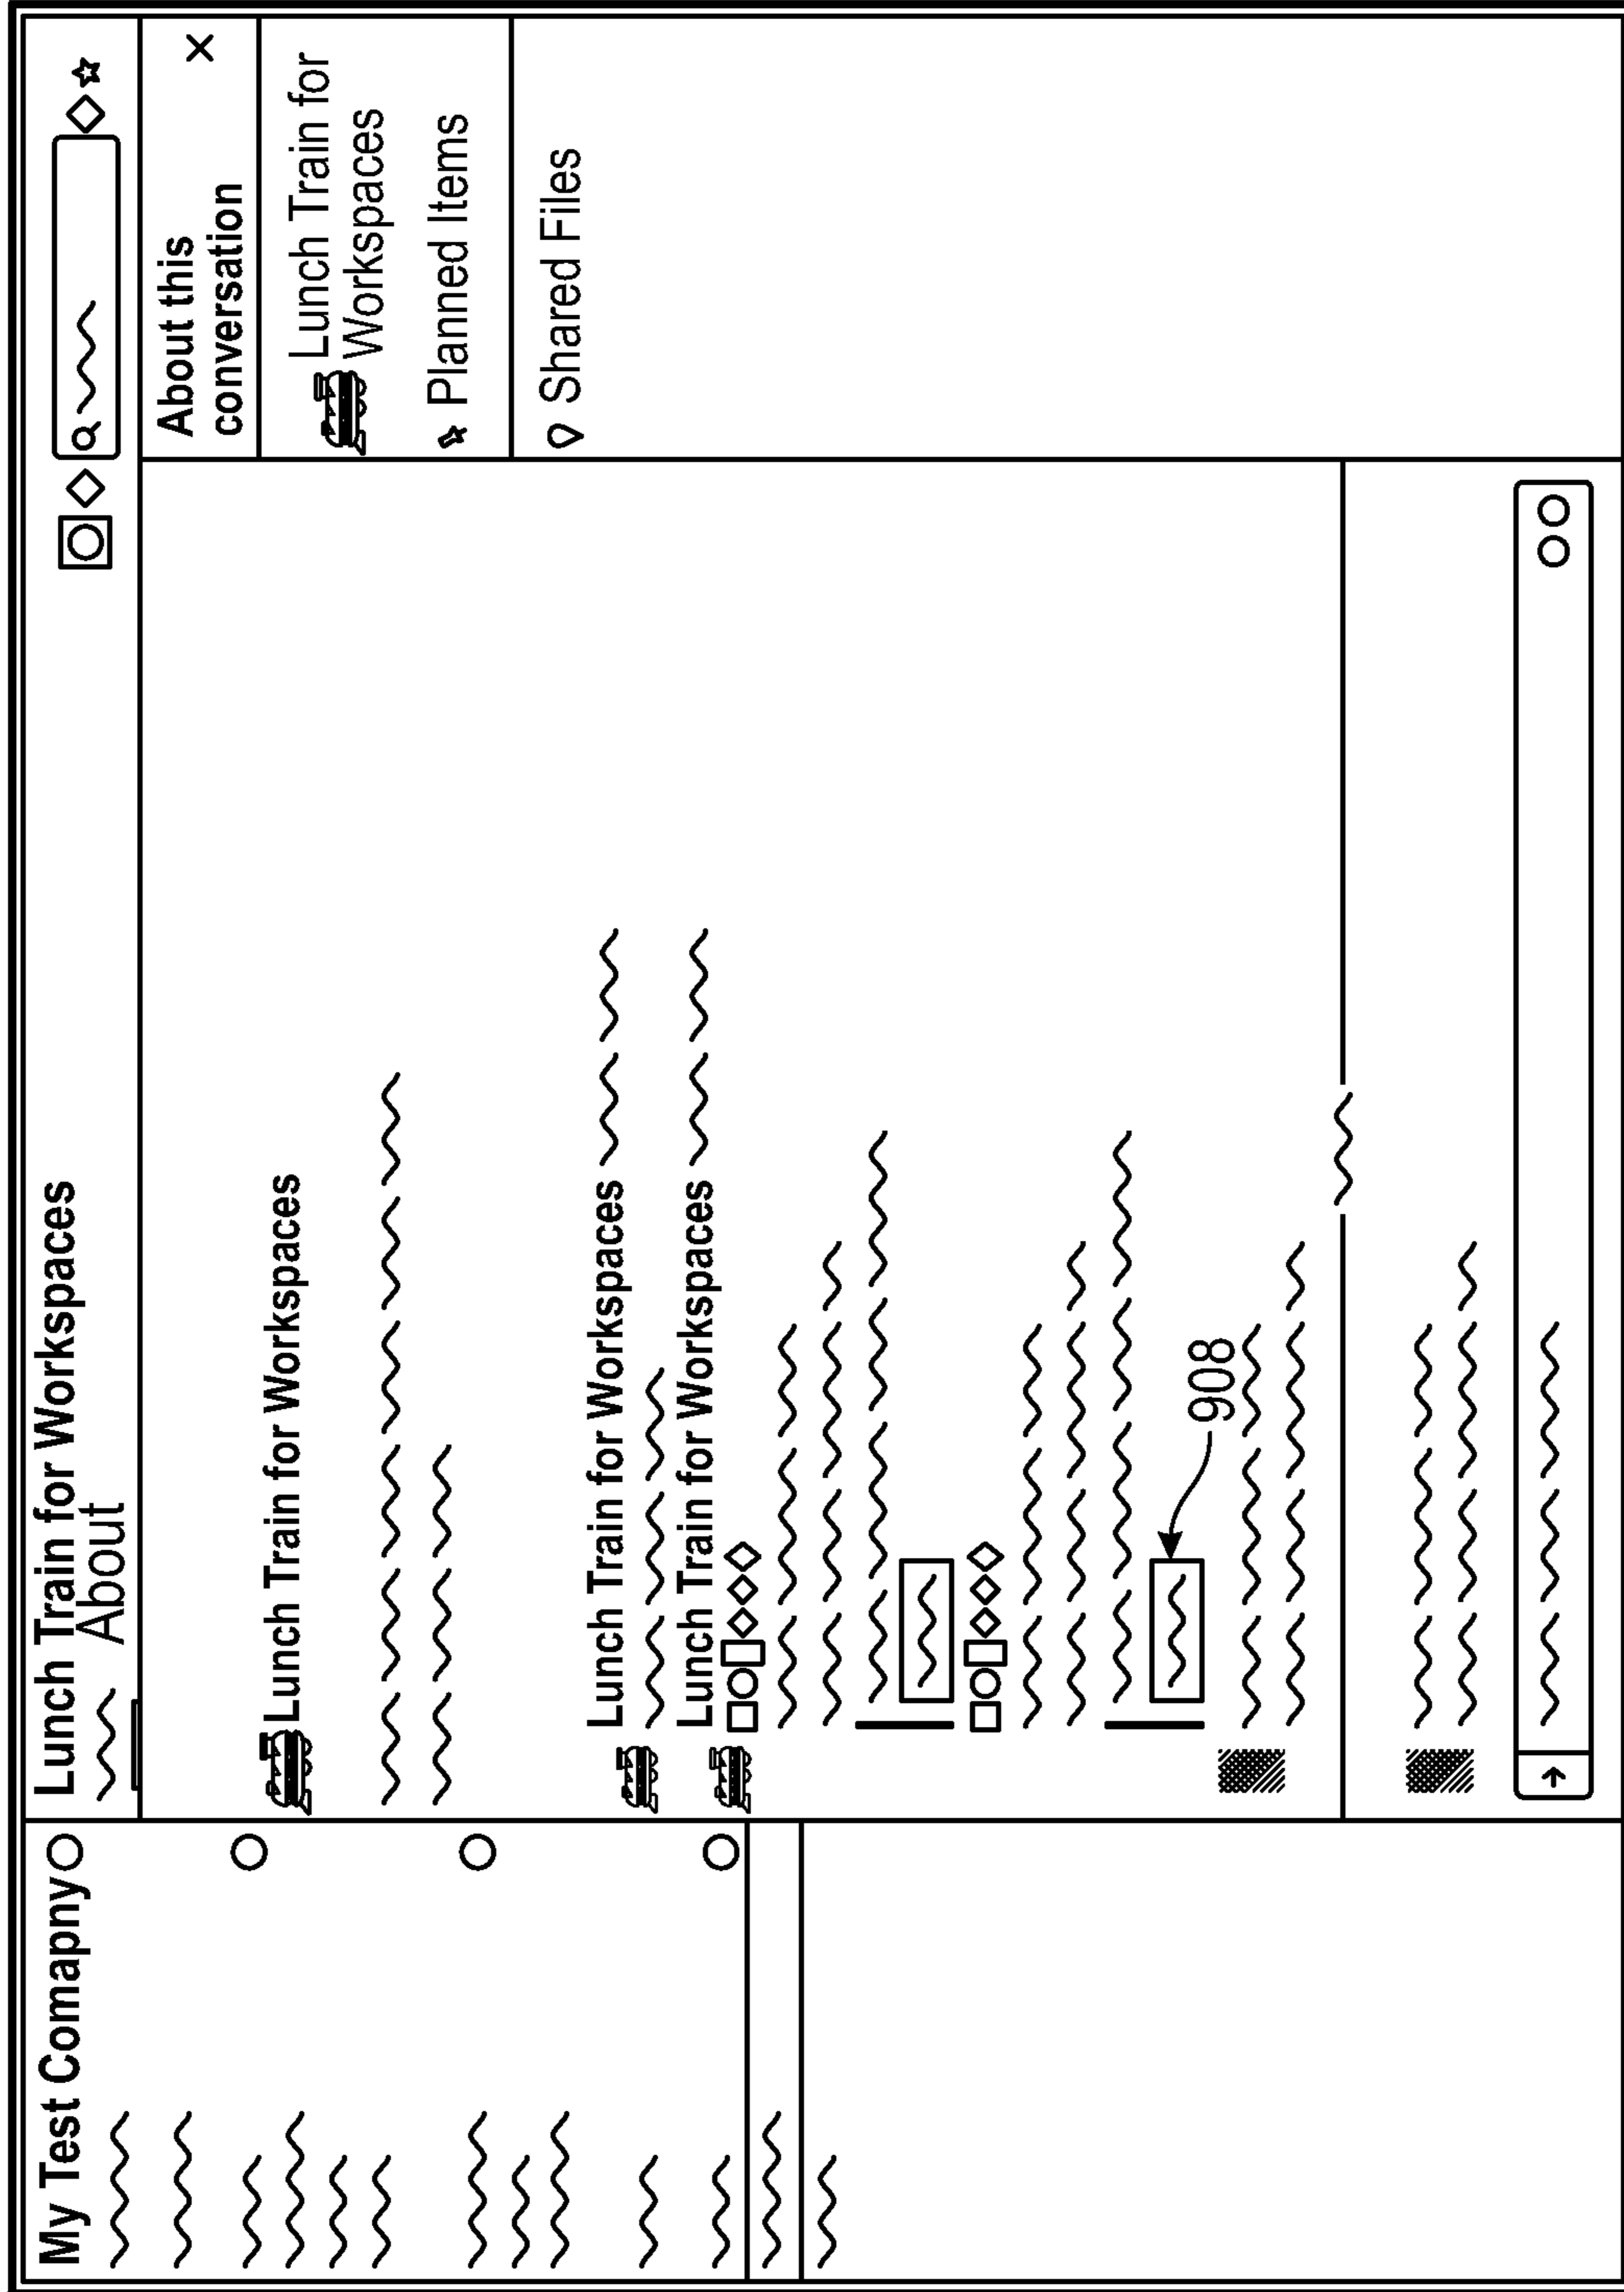 My Test Comapny
Lunch Train for Workspaces
About
Lunch Train for Workspaces
Lunch Train for Workspaces
Lunch Train for Workspaces
908
About this
conversation
Lunch Train for
Workspaces
Planned Items
Shared Files